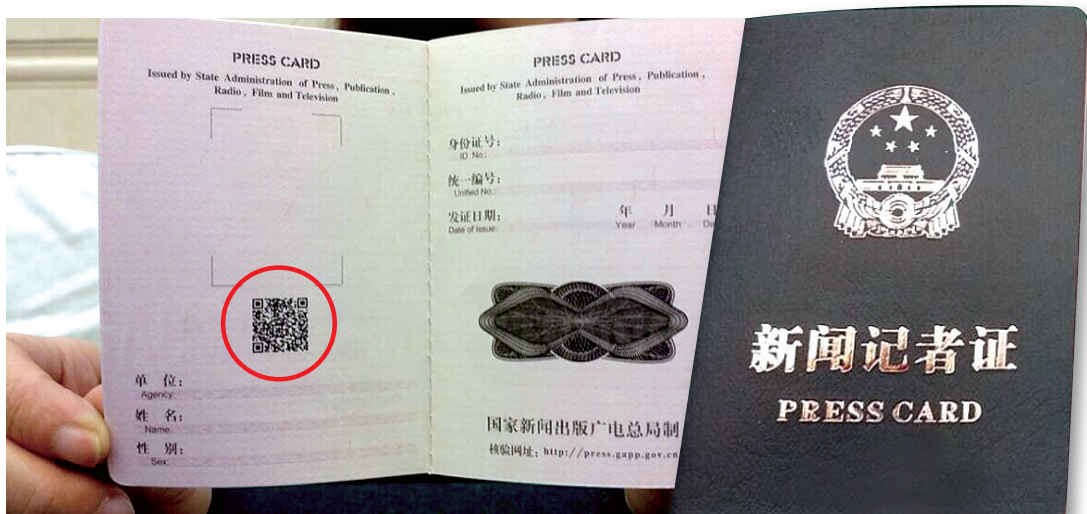 PRESS CARD
Issued by State Administration of Press, Publication,
Radio, Film and Television
单 位:
Agency:
姓 名:
Name:
性 别:
Sex:
PRESS CARD
Issued by State Administration of Press, Publication,
Radio, Film and Television
身份证号:
ID No.:
统一编号:
Unified No.:
发证日期: 年 月 日
Date of Issue: Year Month
国家新闻出版广电总局制
核验网址: http://press.gapp.gov.cn
新闻记者证
PRESS CARD